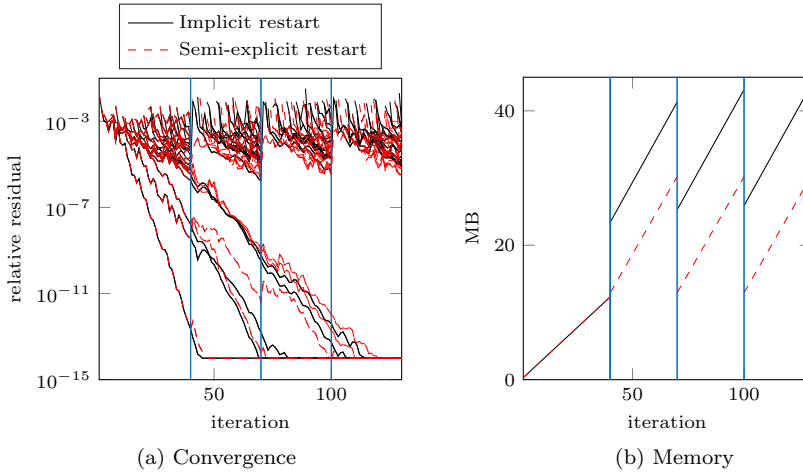 Implicit restart
Semi-explicit restart
10⁻³
10⁻⁷
10⁻¹¹
10⁻¹⁵
relative residual
50
100
iteration
(a) Convergence
40
20
0
MB
50
100
iteration
(b) Memory